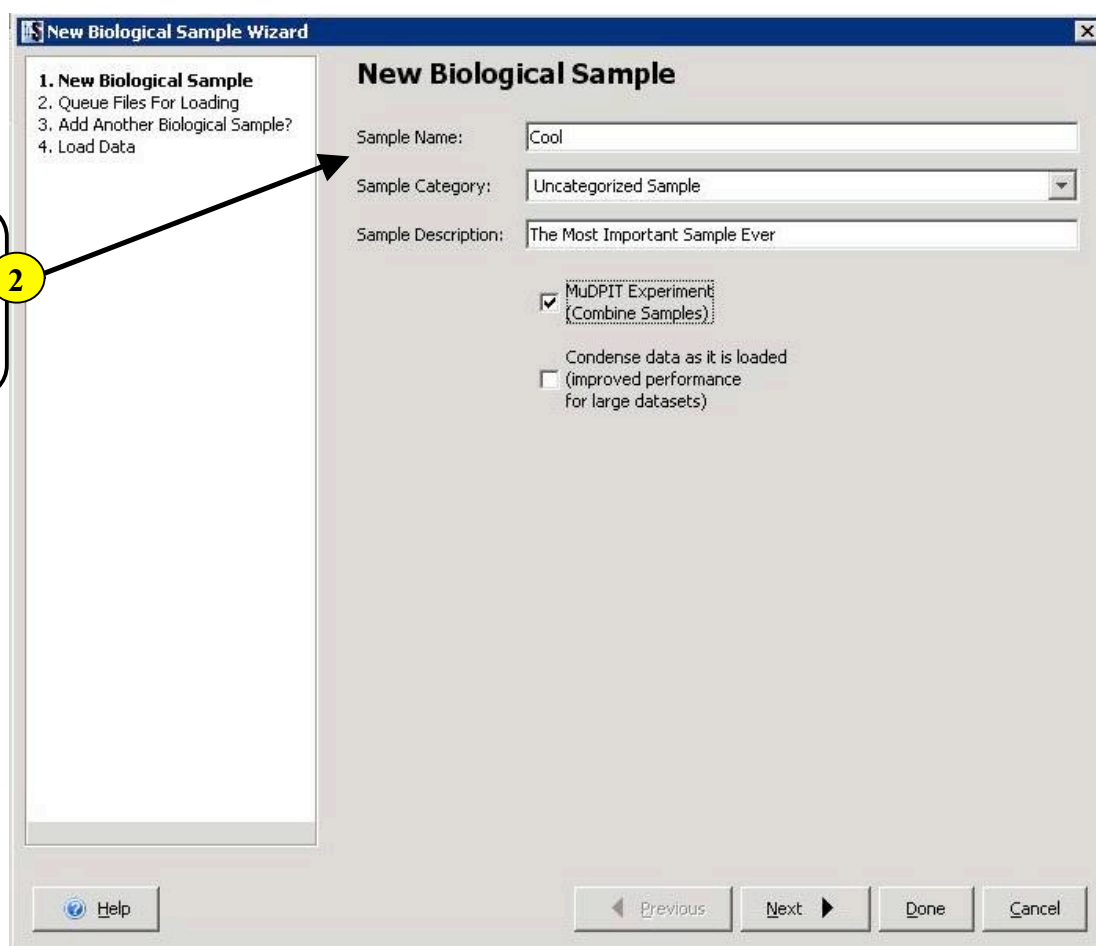 New Biological Sample Wizard
1. New Biological Sample
2. Queue Files For Loading
3. Add Another Biological Sample?
4. Load Data
New Biological Sample
Sample Name: Cool
Sample Category: Uncategorized Sample
Sample Description: The Most Important Sample Ever
2
MuDPIT Experiment
(Combine Samples)
Condense data as it is loaded
(improved performance
for large datasets)
Help Previous Next Done Cancel